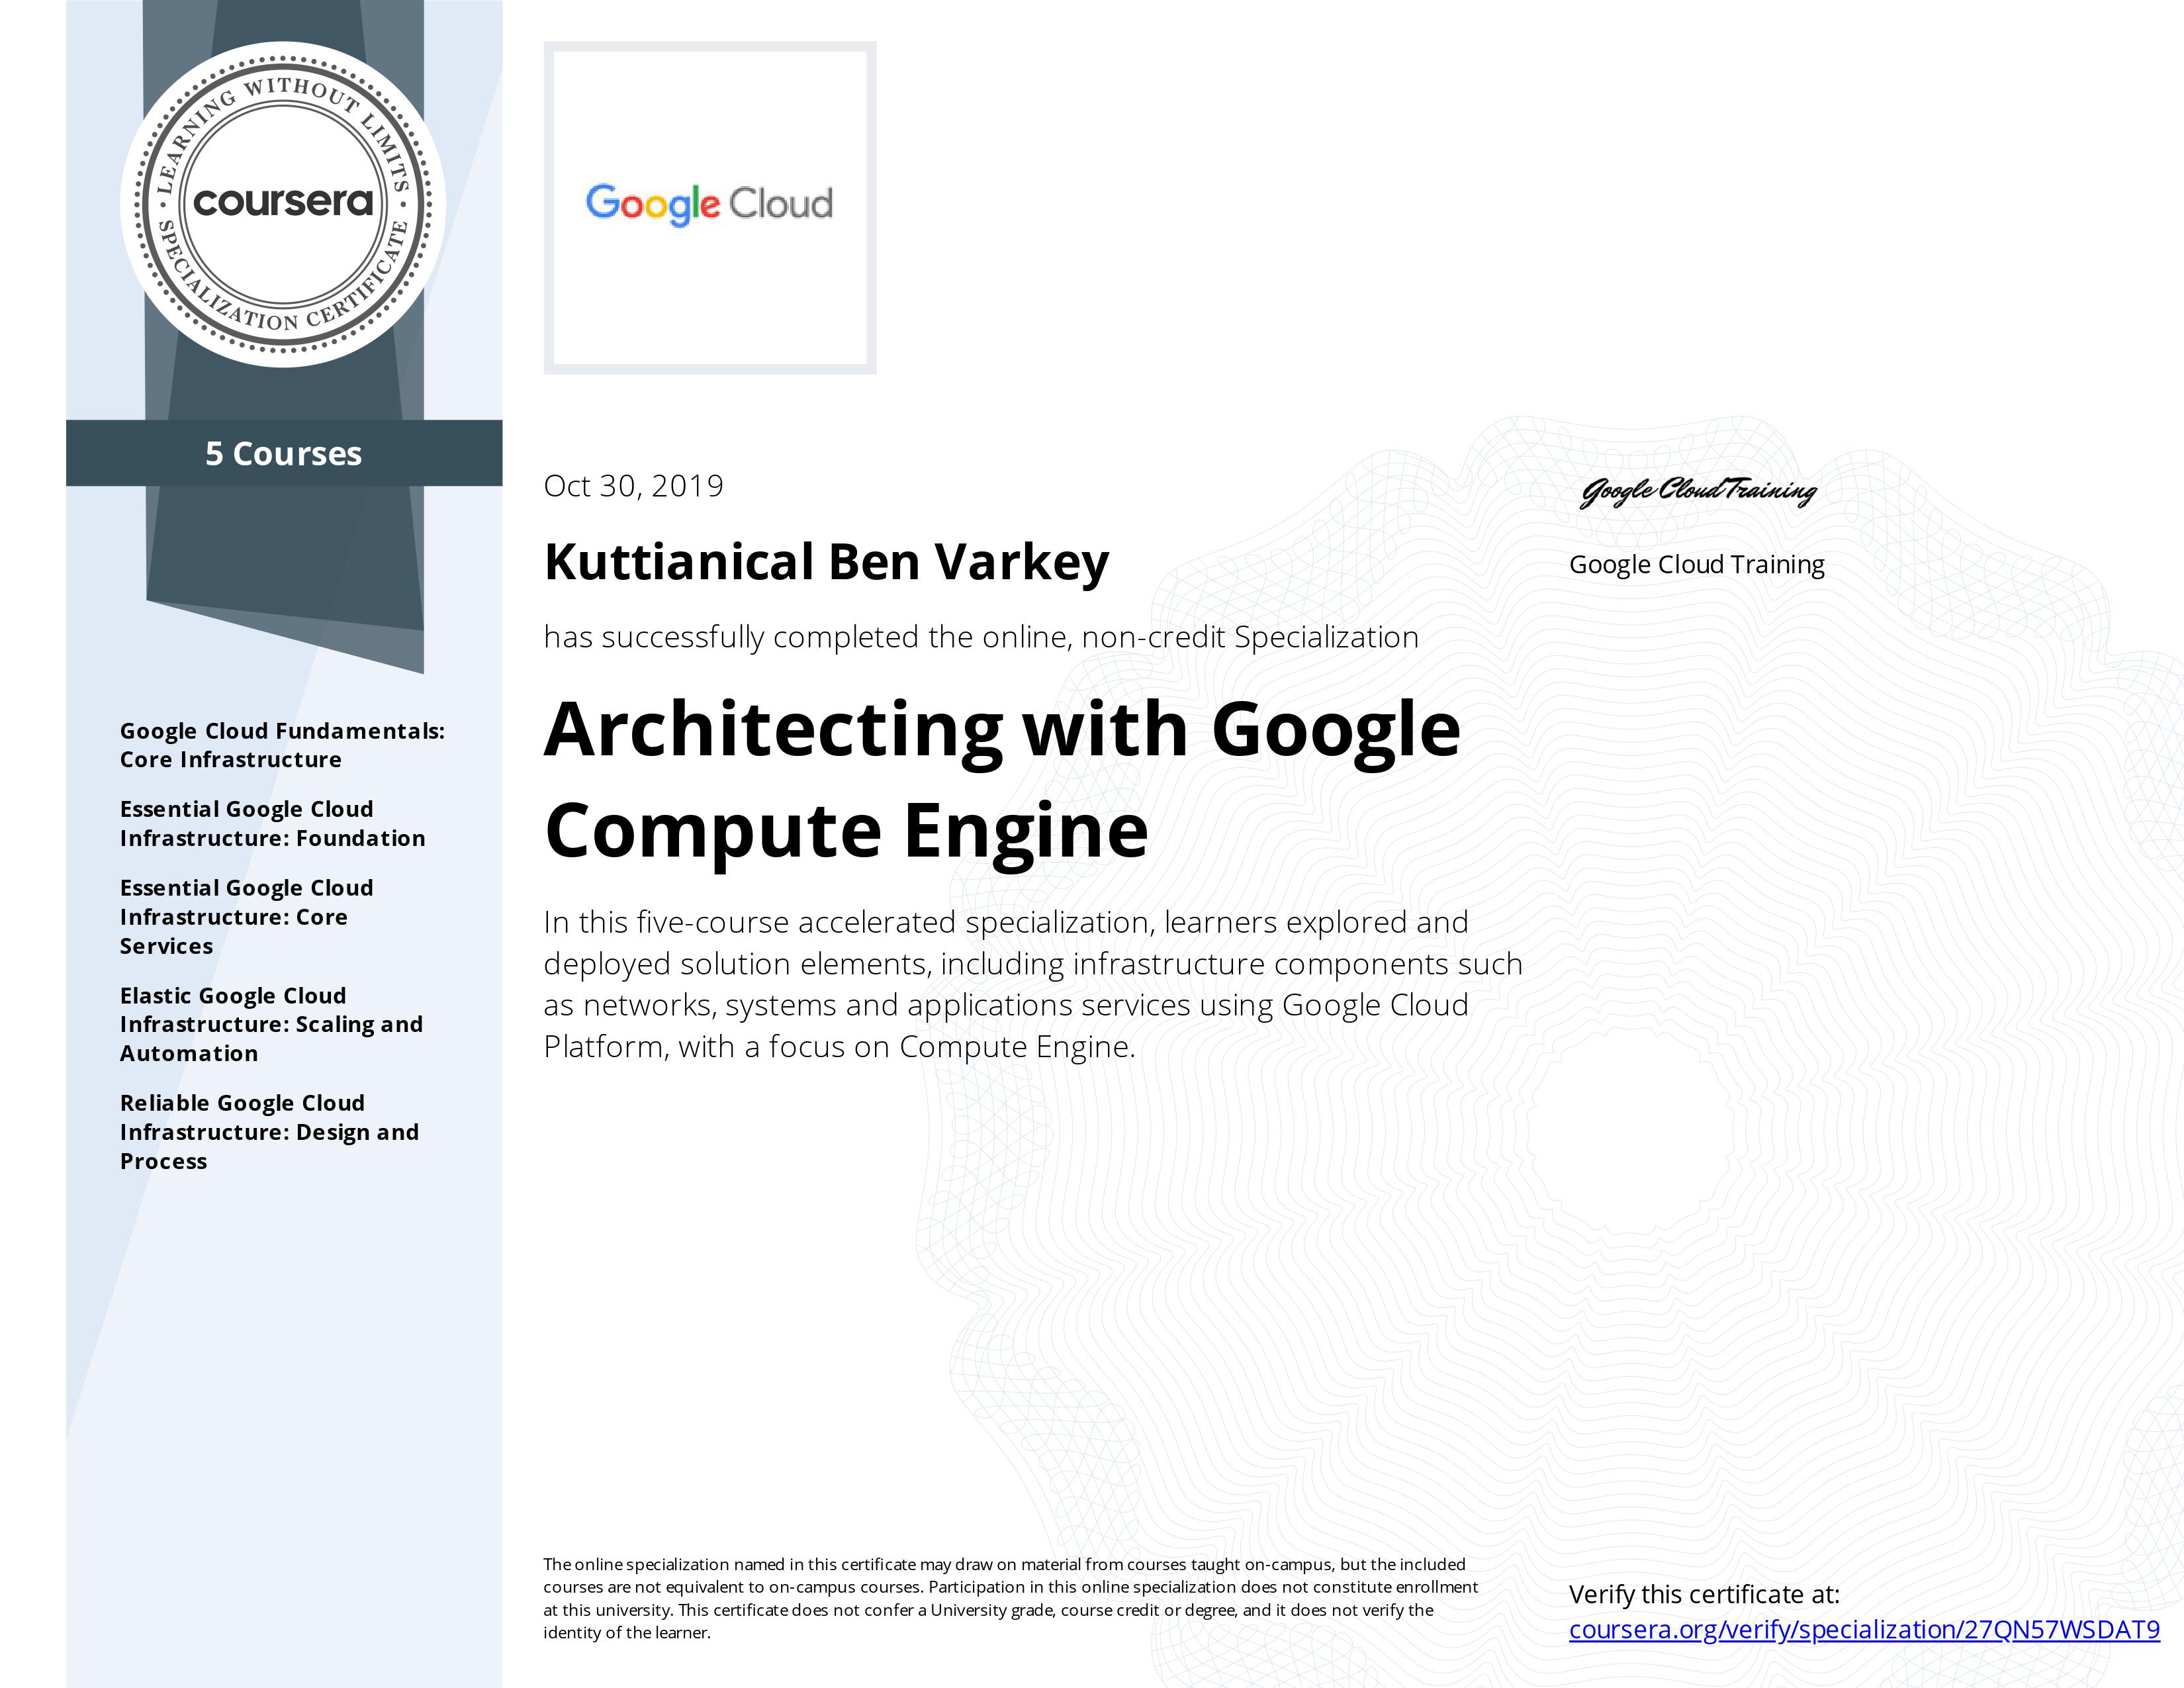 LEARNING WITHOUT LIMITS
coursera
SPECIALIZATION CERTIFICATE
5 Courses
Google Cloud Fundamentals:
Core Infrastructure
Essential Google Cloud
Infrastructure: Foundation
Essential Google Cloud
Infrastructure: Core
Services
Elastic Google Cloud
Infrastructure: Scaling and
Automation
Reliable Google Cloud
Infrastructure: Design and
Process
Google Cloud
Oct 30, 2019
Kuttianical Ben Varkey
has successfully completed the online, non-credit Specialization
Architecting with Google
Compute Engine
In this five-course accelerated specialization, learners explored and
deployed solution elements, including infrastructure components such
as networks, systems and applications services using Google Cloud
Platform, with a focus on Compute Engine.
Google Cloud Training
Google Cloud Training
The online specialization named in this certificate may draw on material from courses taught on-campus, but the included
courses are not equivalent to on-campus courses. Participation in this online specialization does not constitute enrollment
at this university. This certificate does not confer a University grade, course credit or degree, and it does not verify the
identity of the learner.
Verify this certificate at:
coursera.org/verify/specialization/27QN57WSDAT9